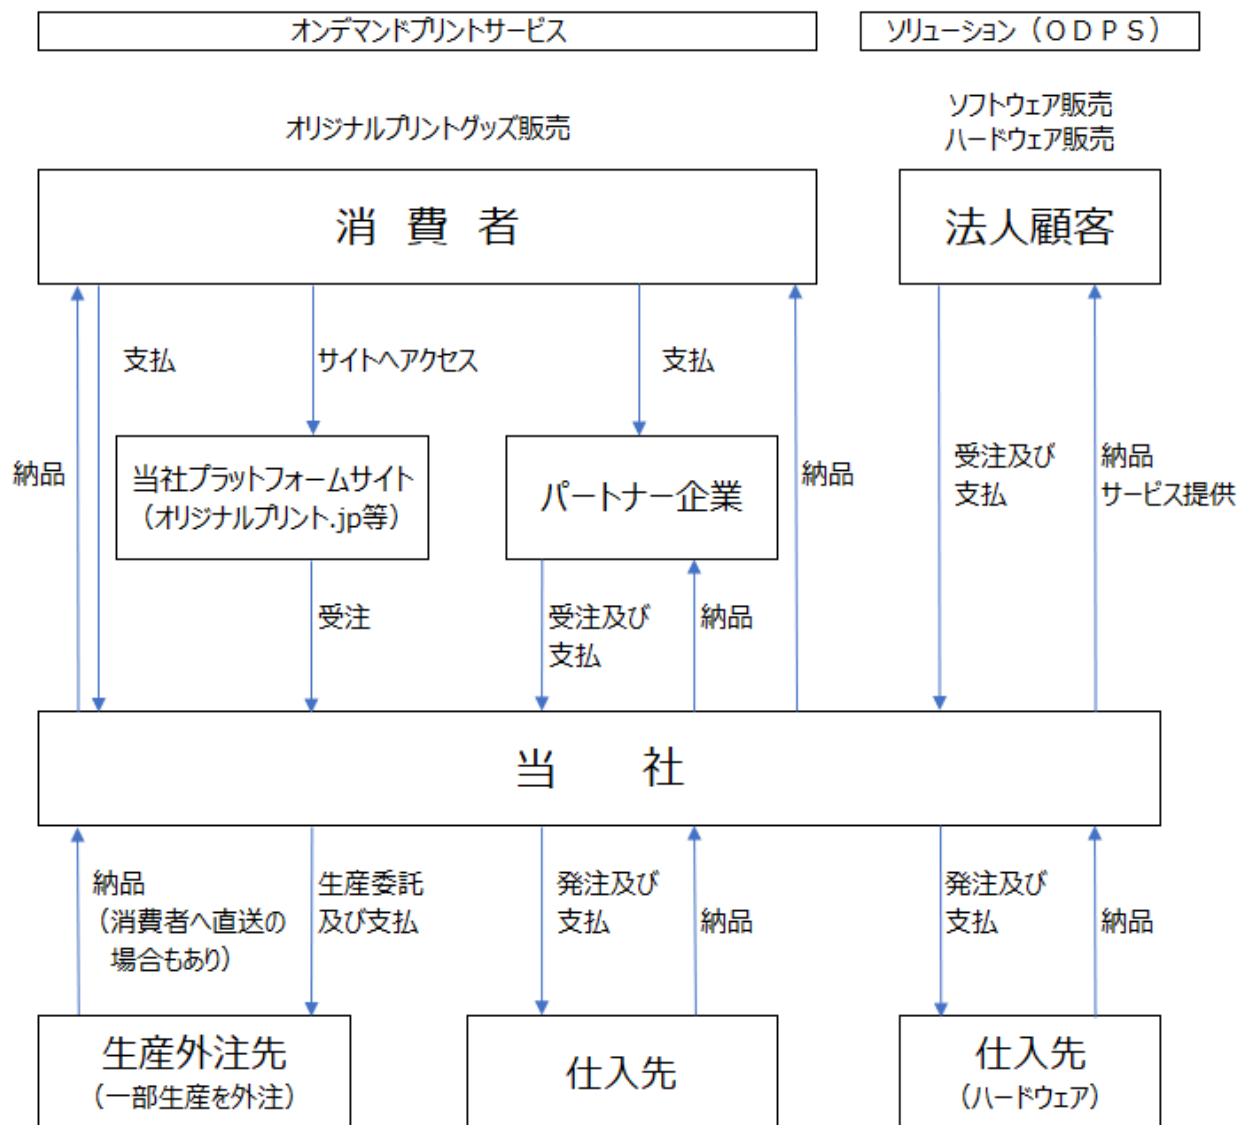 オンデマンドプリントサービス
ソリューション（ＯＤＰＳ）
オリジナルプリントグッズ販売
ソフトウェア販売
ハードウェア販売
消費者
法人顧客
支払
サイトへアクセス
支払
納品
当社プラットフォームサイト
（オリジナルプリント.jp等）
パートナー企業
納品
受注及び
支払
納品
サービス提供
受注
受注及び
支払
納品
当社
納品
（消費者へ直送の
場合もあり）
生産委託
及び支払
発注及び
支払
納品
発注及び
支払
納品
生産外注先
（一部生産を外注）
仕入先
仕入先
（ハードウェア）